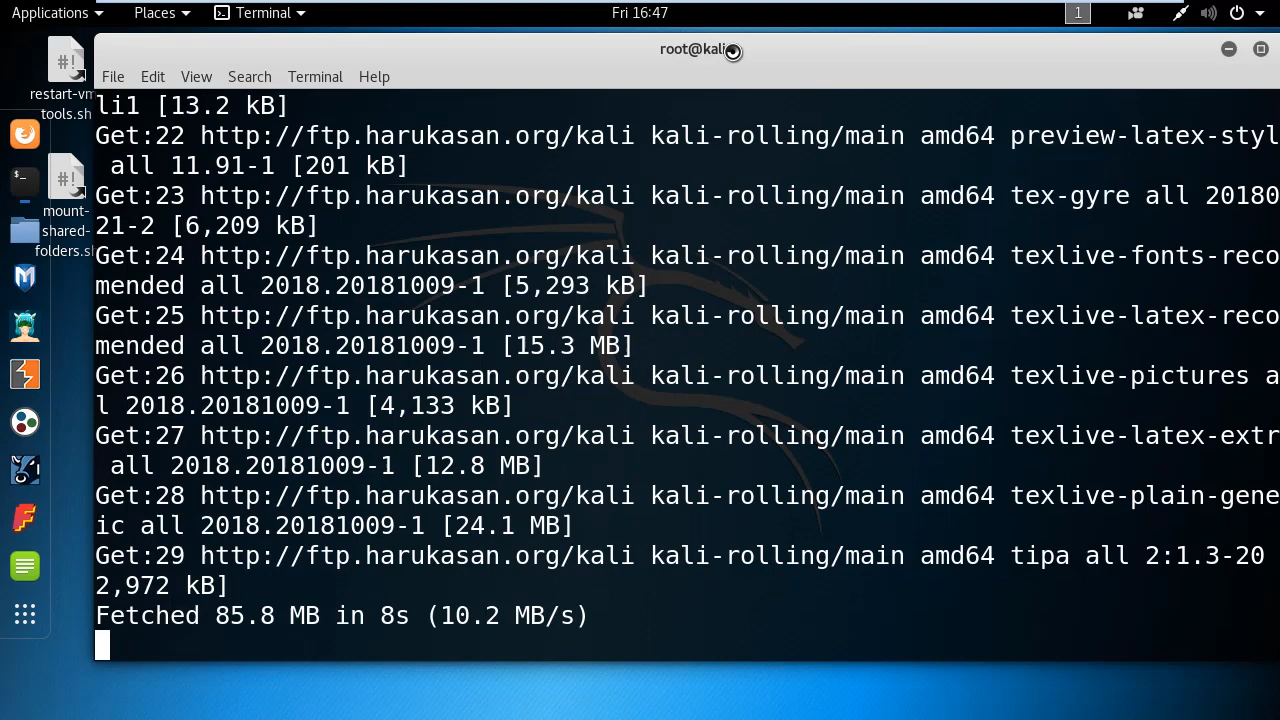 Applications Places Terminal Fri 16:47 1
root@kali
File Edit View Search Terminal Help
#!
restart-vm
tools.sh
#!
mount-
shared-
folders.sh
$_
li1 [13.2 kB]
Get:22 http://ftp.harukasan.org/kali kali-rolling/main amd64 preview-latex-styl
all 11.91-1 [201 kB]
Get:23 http://ftp.harukasan.org/kali kali-rolling/main amd64 tex-gyre all 20180
21-2 [6,209 kB]
Get:24 http://ftp.harukasan.org/kali kali-rolling/main amd64 texlive-fonts-reco
mended all 2018.20181009-1 [5,293 kB]
Get:25 http://ftp.harukasan.org/kali kali-rolling/main amd64 texlive-latex-reco
mended all 2018.20181009-1 [15.3 MB]
Get:26 http://ftp.harukasan.org/kali kali-rolling/main amd64 texlive-pictures a
l 2018.20181009-1 [4,133 kB]
Get:27 http://ftp.harukasan.org/kali kali-rolling/main amd64 texlive-latex-extr
all 2018.20181009-1 [12.8 MB]
Get:28 http://ftp.harukasan.org/kali kali-rolling/main amd64 texlive-plain-gene
ic all 2018.20181009-1 [24.1 MB]
Get:29 http://ftp.harukasan.org/kali kali-rolling/main amd64 tipa all 2:1.3-20
2,972 kB]
Fetched 85.8 MB in 8s (10.2 MB/s)